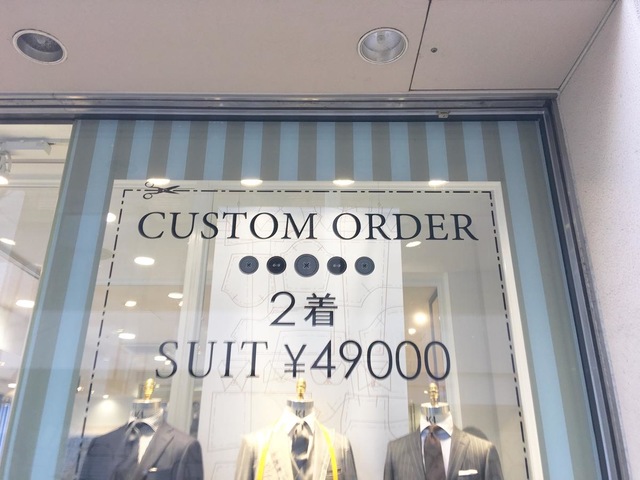 CUSTOM ORDER
2着
SUIT ¥49000